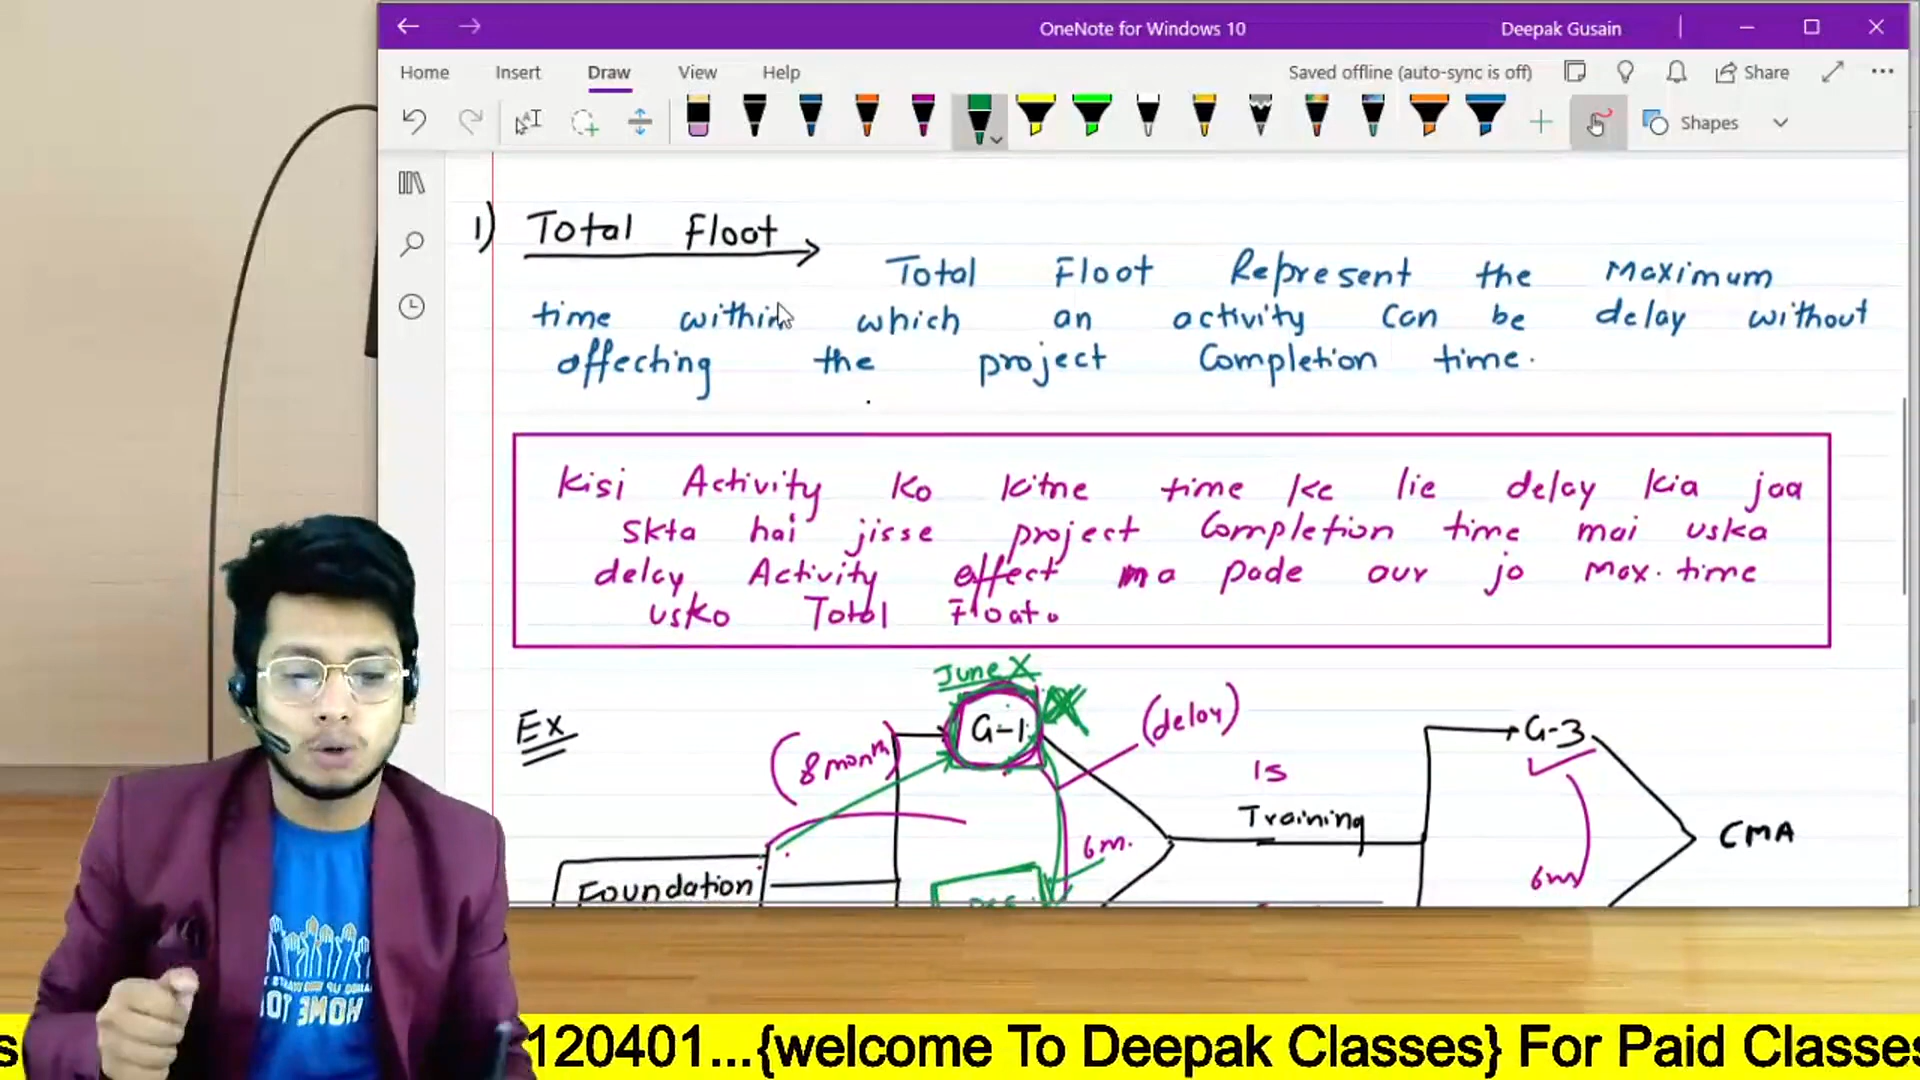 OneNote for Windows 10
Deepak Gusain
Home Insert Draw View Help
Saved offline (auto-sync is off)
Share
Shapes
1) Total Float
Total Float Represent the Maximum
time within which an activity can be delay without
affecting the project Completion time.
Kisi Activity ko kitne time ke lie delay kia jaa
skta hai jisse project Completion time mai uska
delay Activity effect na pade aur jo max. time
usko Total Float.
June X
Ex
(8 month)
G-1
(delay)
IS
Training
G-3
6m.
6m
CMA
Foundation
HOME TO
s 120401...{welcome To Deepak Classes} For Paid Classes